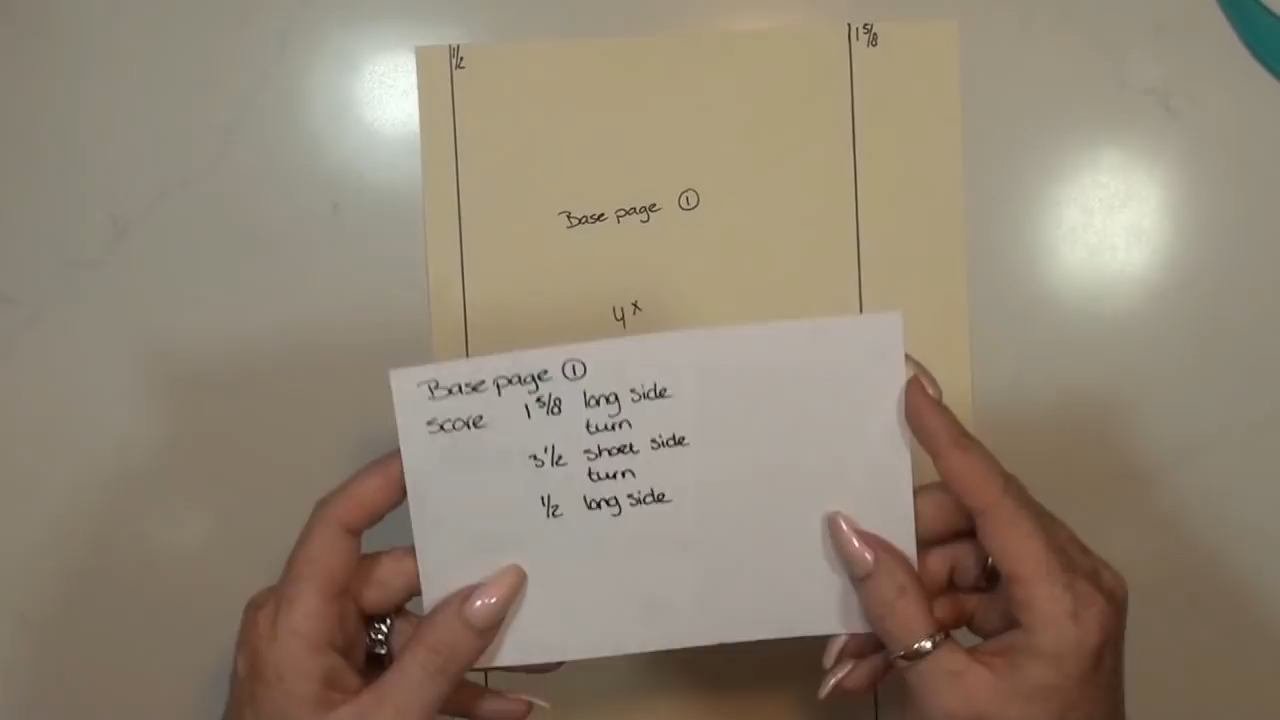 1/2
1 5/8
Base page ①
4x
Base page ①
score 1 5/8 long side
turn
3 1/2 short side
turn
1/2 long side